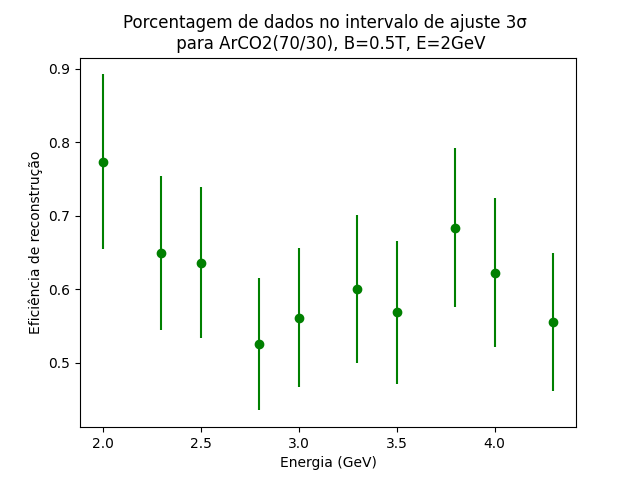 Porcentagem de dados no intervalo de ajuste 3σ
para ArCO2(70/30), B=0.5T, E=2GeV
0.9
0.8
0.7
0.6
0.5
Eficiência de reconstrução
2.0 2.5 3.0 3.5 4.0
Energia (GeV)